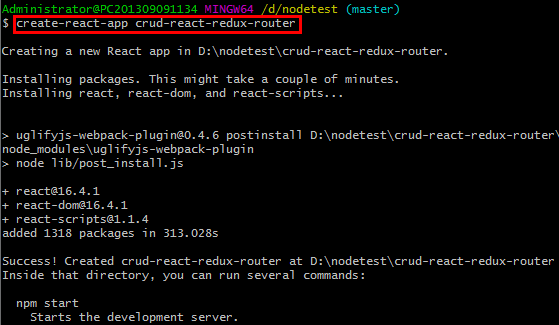 Administrator@PC201309091134 MINGW64 /d/nodetest (master)
$ create-react-app crud-react-redux-router
Creating a new React app in D:\nodetest\crud-react-redux-router.
Installing packages. This might take a couple of minutes.
Installing react, react-dom, and react-scripts...
> uglifyjs-webpack-plugin@0.4.6 postinstall D:\nodetest\crud-react-redux-router\
node_modules\uglifyjs-webpack-plugin
> node lib/post_install.js
+ react@16.4.1
+ react-dom@16.4.1
+ react-scripts@1.1.4
added 1318 packages in 313.028s
Success! Created crud-react-redux-router at D:\nodetest\crud-react-redux-router
Inside that directory, you can run several commands:
npm start
Starts the development server.